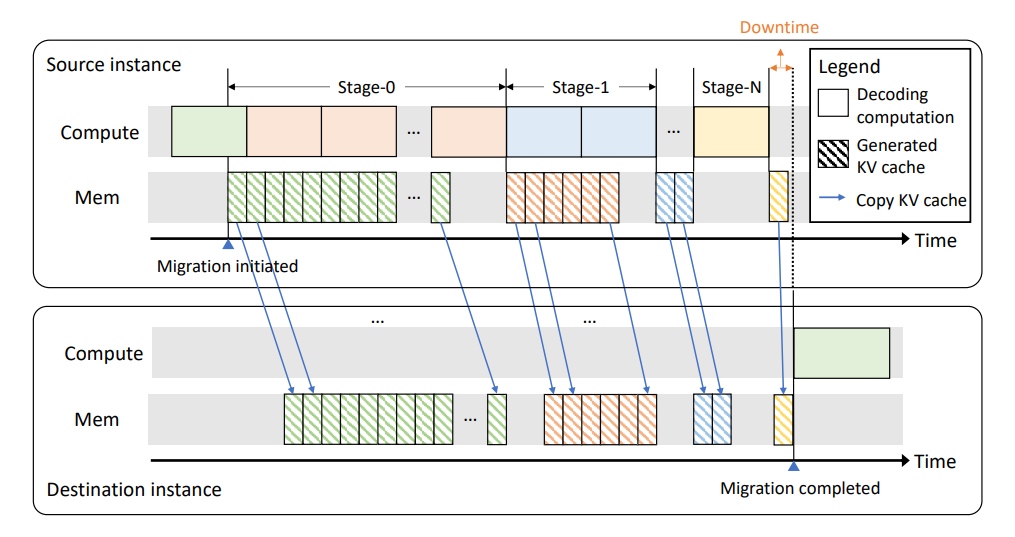 Downtime
Source instance
Stage-0
Stage-1
Stage-N
Legend
Decoding
computation
Generated
KV cache
Copy KV cache
Compute
...
...
Mem
...
Time
Migration initiated
...
...
Compute
Mem
...
Time
Destination instance
Migration completed